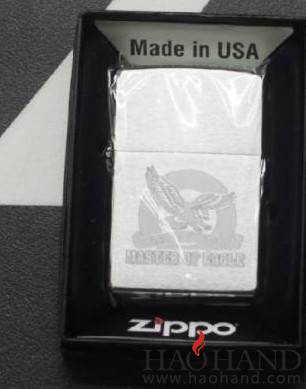 Made in USA
MASTER OF EAGLE
zippo
HAOHAND
www.haohand.com